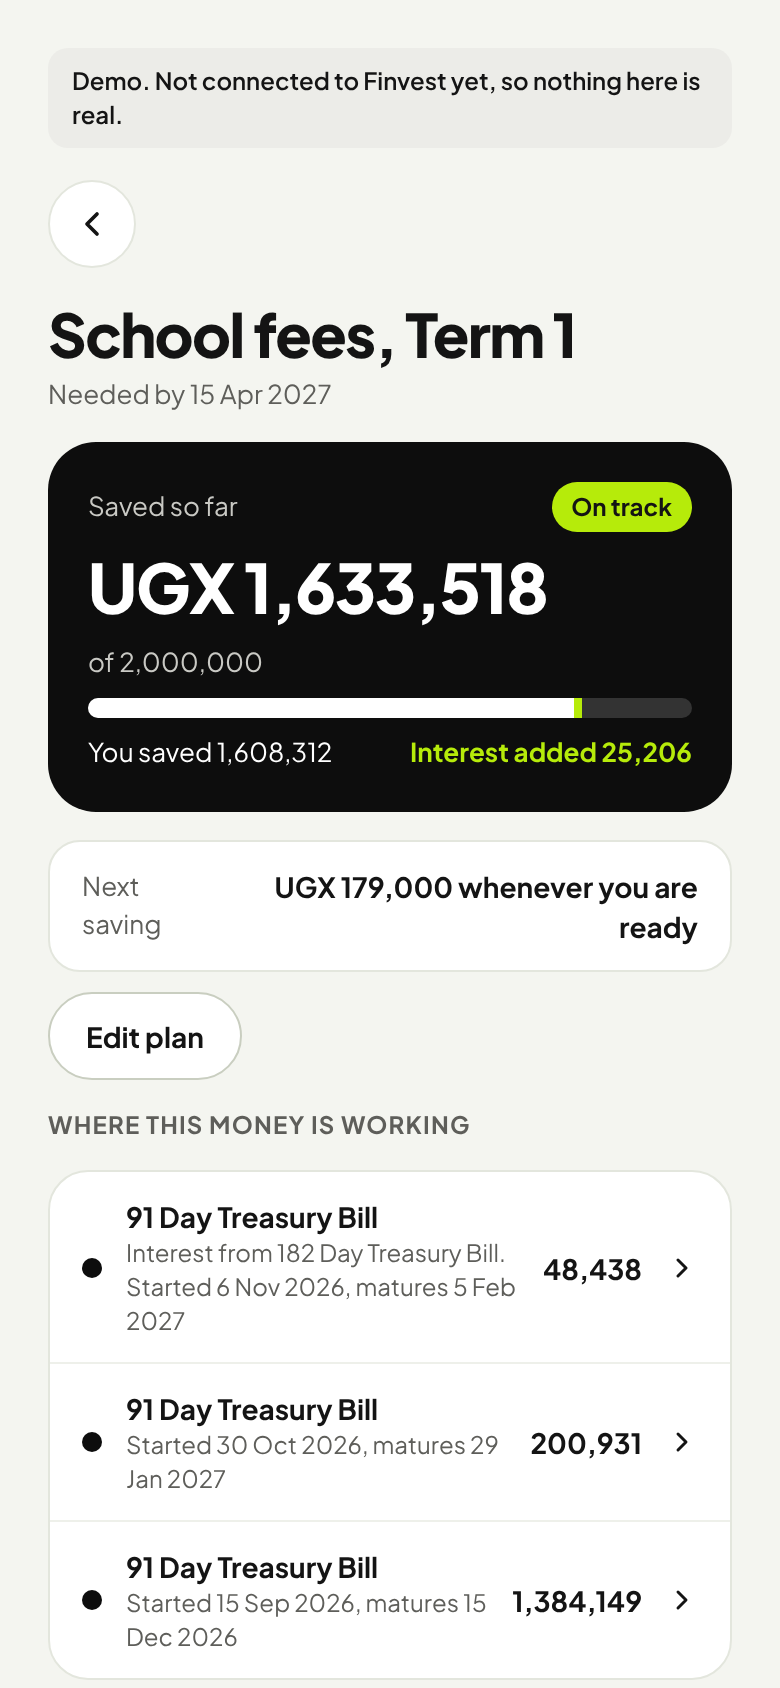 Demo. Not connected to Finvest yet, so nothing here is
real.
School fees, Term 1
Needed by 15 Apr 2027
Saved so far
On track
UGX 1,633,518
of 2,000,000
You saved 1,608,312
Interest added 25,206
Next
saving
UGX 179,000 whenever you are
ready
Edit plan
WHERE THIS MONEY IS WORKING
91 Day Treasury Bill
Interest from 182 Day Treasury Bill.
Started 6 Nov 2026, matures 5 Feb
2027
48,438
91 Day Treasury Bill
Started 30 Oct 2026, matures 29
Jan 2027
200,931
91 Day Treasury Bill
Started 15 Sep 2026, matures 15
Dec 2026
1,384,149